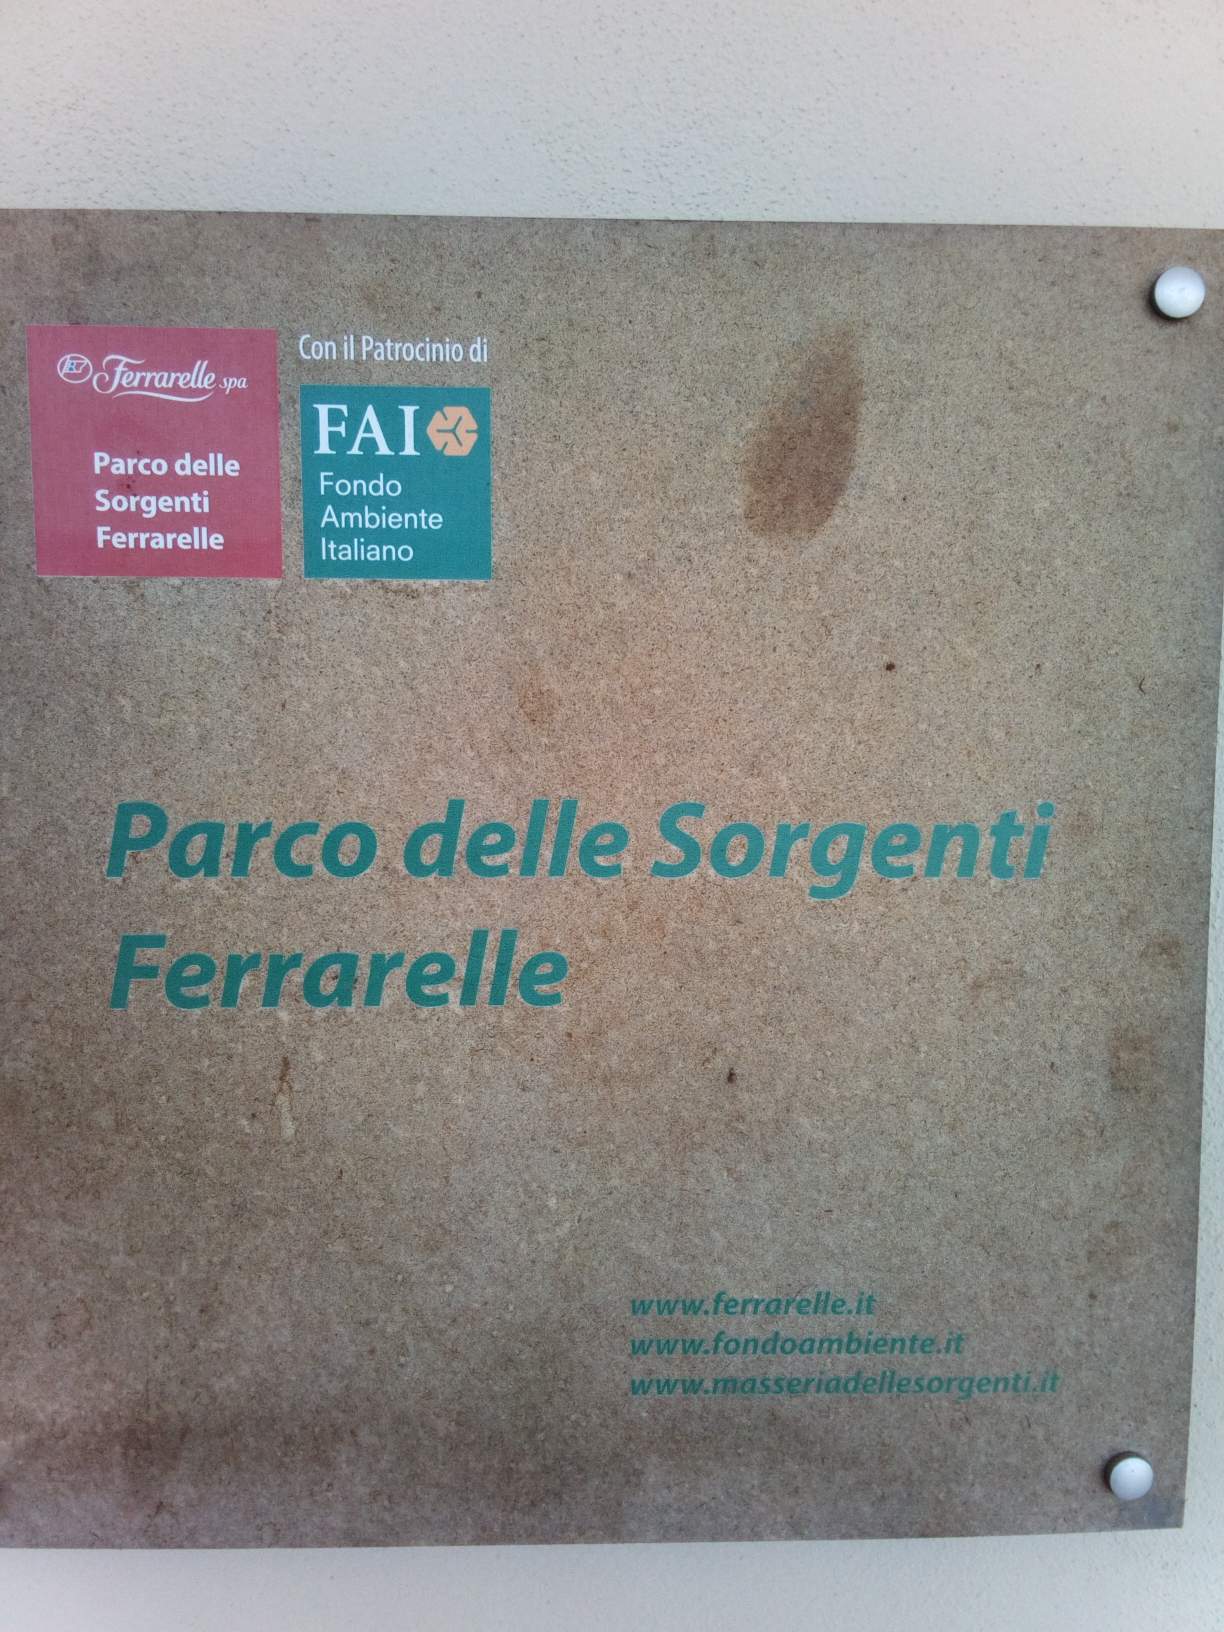 Ferrarelle spa
Parco delle
Sorgenti
Ferrarelle
Con il Patrocinio di
FAI
Fondo
Ambiente
Italiano
Parco delle Sorgenti
Ferrarelle
www.ferrarelle.it
www.fondoambiente.it
www.masseriadellesorgenti.it